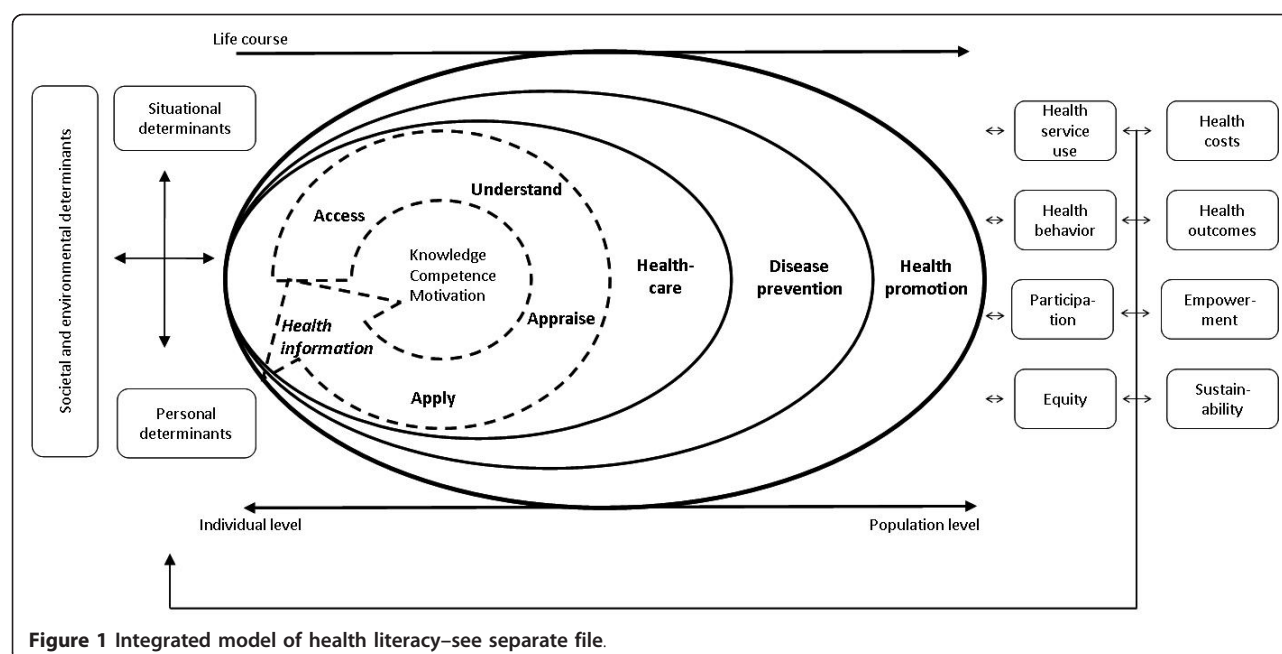 Life course
Societal and environmental determinants
Situational
determinants
Personal
determinants
Access
Understand
Knowledge
Competence
Motivation
Health
information
Appraise
Apply
Health-
care
Disease
prevention
Health
promotion
Individual level
Population level
Health
service
use
Health
costs
Health
behavior
Health
outcomes
Participa-
tion
Empower-
ment
Equity
Sustain-
ability
Figure 1 Integrated model of health literacy–see separate file.